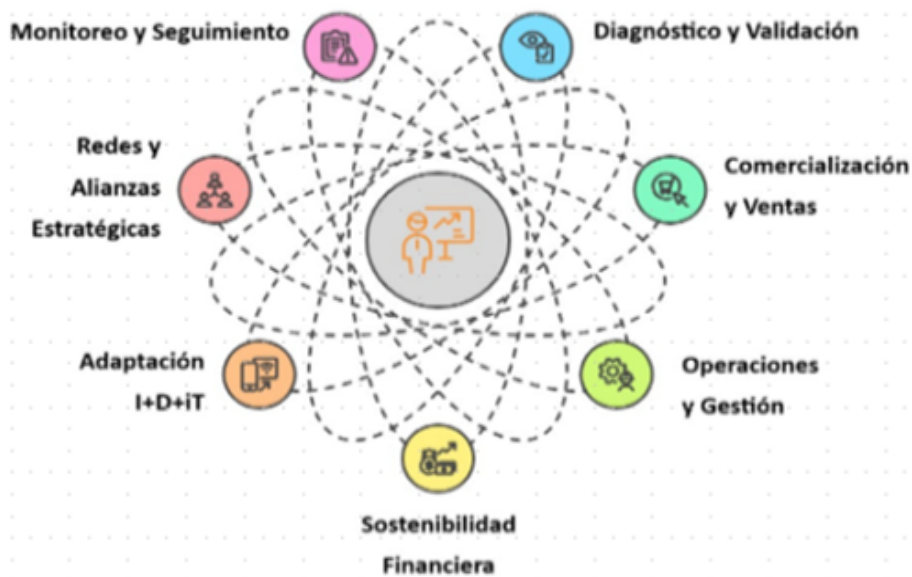 Monitoreo y Seguimiento
Diagnóstico y Validación
Redes y
Alianzas
Estratégicas
Comercialización
y Ventas
Adaptación
I+D+iT
Operaciones
y Gestión
Sostenibilidad
Financiera